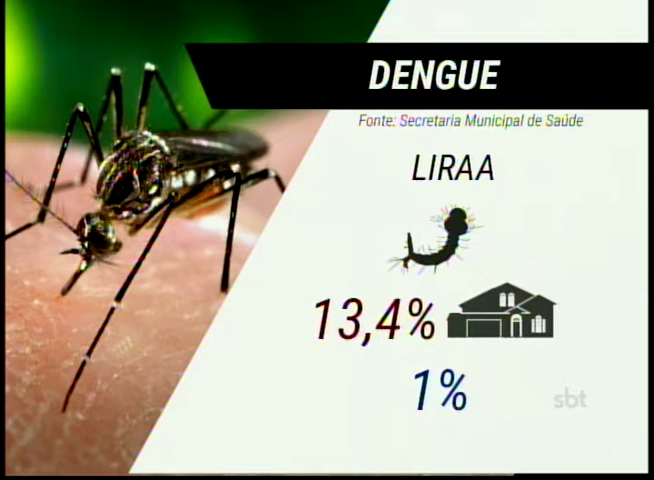 DENGUE
Fonte: Secretaria Municipal de Saúde
LIRAA
13,4%
1%
sbt